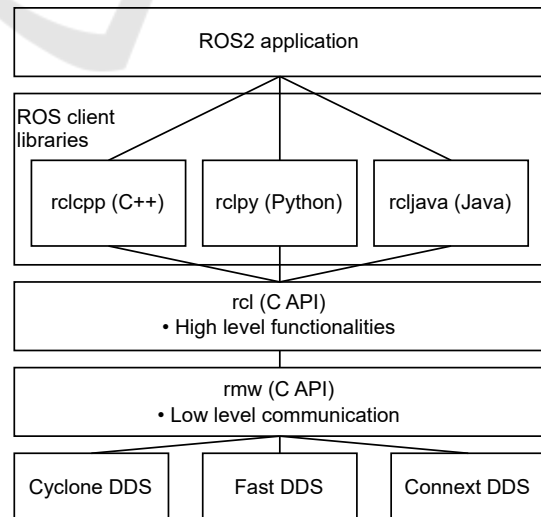 ROS2 application
ROS client
libraries
rclcpp (C++)
rclpy (Python)
rcljava (Java)
rcl (C API)
• High level functionalities
rmw (C API)
• Low level communication
Cyclone DDS
Fast DDS
Connext DDS